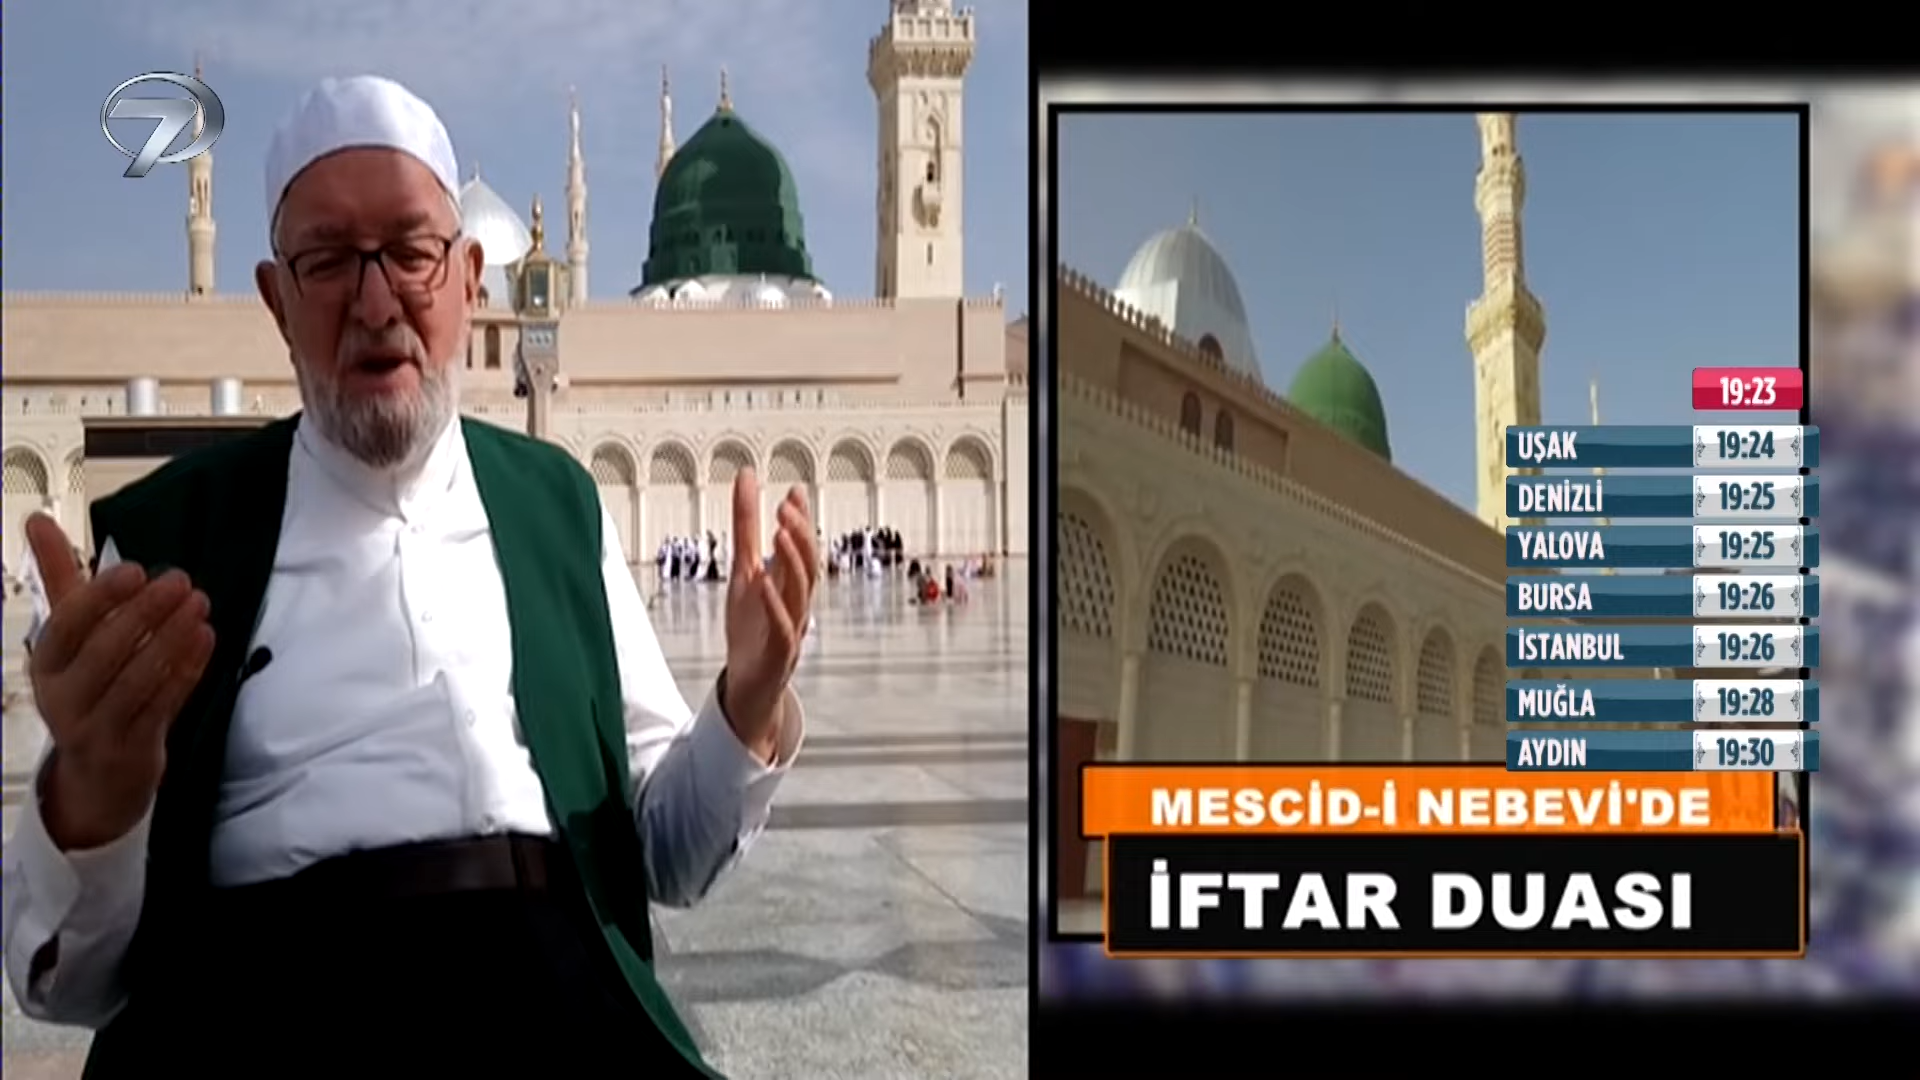 7
19:23
UŞAK 19:24
DENİZLİ 19:25
YALOVA 19:25
BURSA 19:26
İSTANBUL 19:26
MUĞLA 19:28
AYDIN 19:30
MESCİD-İ NEBEVİ'DE
İFTAR DUASI